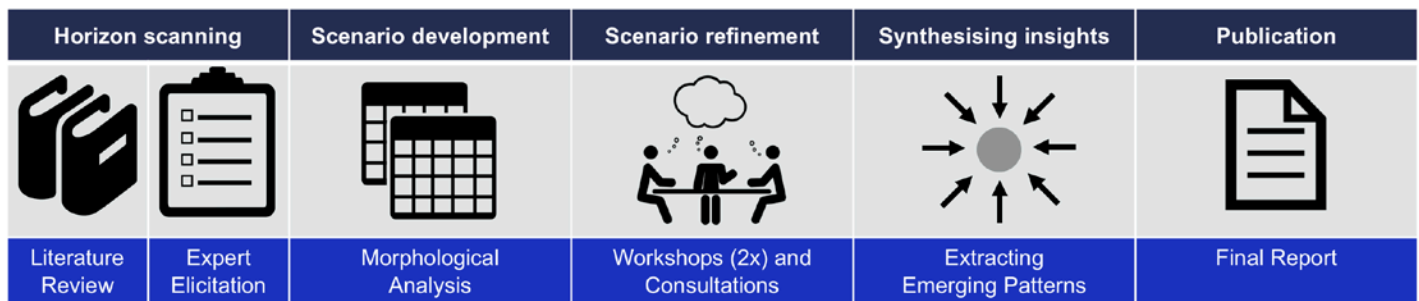 Horizon scanning
Scenario development
Scenario refinement
Synthesising insights
Publication
Literature
Review
Expert
Elicitation
Morphological
Analysis
Workshops (2x) and
Consultations
Extracting
Emerging Patterns
Final Report